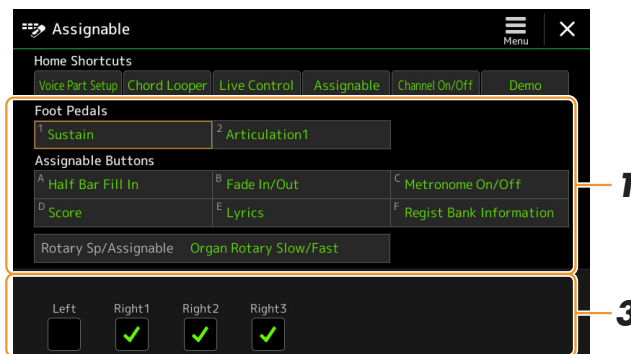 Assignable
Menu
Home Shortcuts
Voice Part Setup Chord Looper Live Control Assignable Channel On/Off Demo
Foot Pedals
1 Sustain 2 Articulation1
Assignable Buttons
A Half Bar Fill In B Fade In/Out C Metronome On/Off
1
D Score E Lyrics F Regist Bank Information
Rotary Sp/Assignable Organ Rotary Slow/Fast
Left Right1 Right2 Right3
3